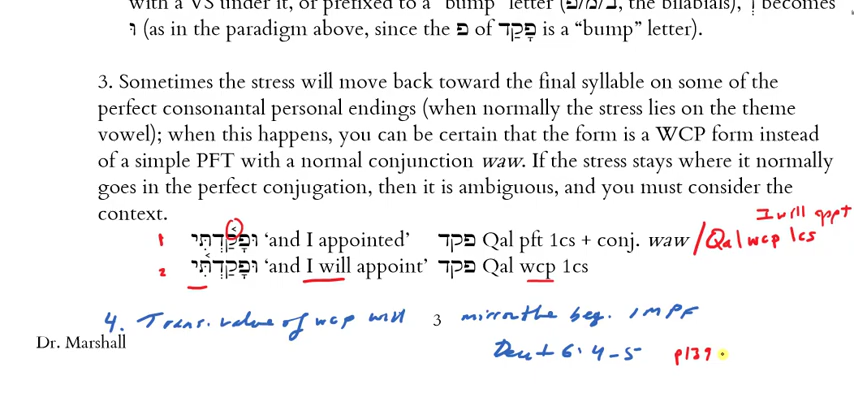 with a VS under it, or prefixed to a "bump" letter (ב/מ/פ, the bilabials), וְ becomes
וּ (as in the paradigm above, since the פ of פָּקַד is a "bump" letter).
3. Sometimes the stress will move back toward the final syllable on some of the
perfect consonantal personal endings (when normally the stress lies on the theme
vowel); when this happens, you can be certain that the form is a WCP form instead
of a simple PFT with a normal conjunction waw. If the stress stays where it normally
goes in the perfect conjugation, then it is ambiguous, and you must consider the
context.
I will appt
1 וּפָקַ֫דְתִּי 'and I appointed' פקד Qal pft 1cs + conj. waw / Qal wcp 1cs
2 וּפָקַדְתִּ֫י 'and I will appoint' פקד Qal wcp 1cs
4. Trans. value of wcp will mirror the beg. IMPF
3
Dr. Marshall
Deut 6:4-5 p139